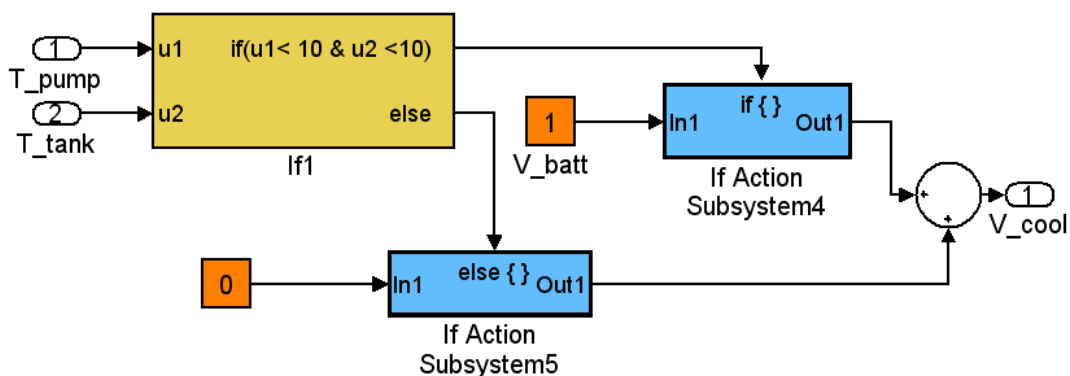 1
T_pump
2
T_tank
u1
if(u1< 10 & u2 <10)
u2
else
If1
1
V_batt
if { }
In1
Out1
If Action
Subsystem4
+
+
1
V_cool
0
else { }
In1
Out1
If Action
Subsystem5